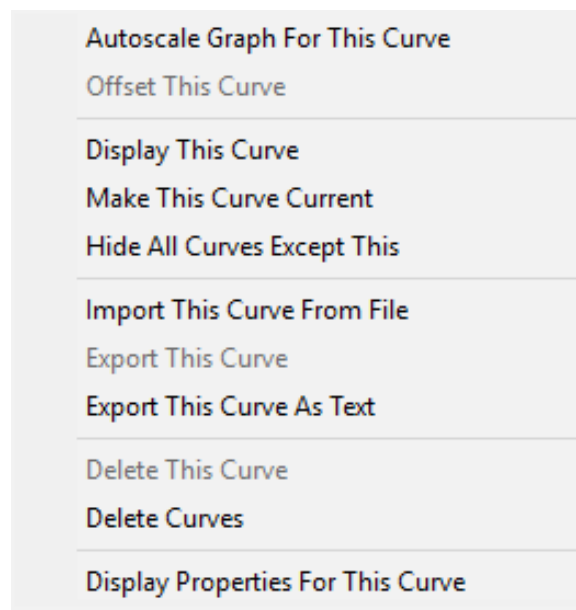 Autoscale Graph For This Curve
Offset This Curve
Display This Curve
Make This Curve Current
Hide All Curves Except This
Import This Curve From File
Export This Curve
Export This Curve As Text
Delete This Curve
Delete Curves
Display Properties For This Curve